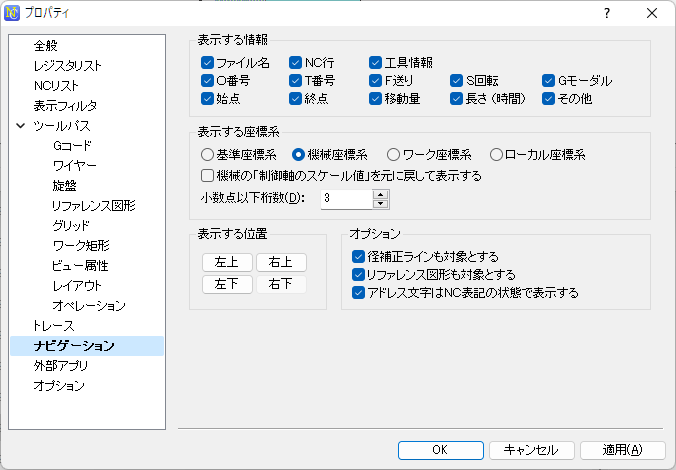 プロパティ
全般
レジスタリスト
NCリスト
表示フィルタ
ツールパス
Gコード
ワイヤー
旋盤
リファレンス図形
グリッド
ワーク矩形
ビュー属性
レイアウト
オペレーション
トレース
ナビゲーション
外部アプリ
オプション
表示する情報
ファイル名 NC行 工具情報
O番号 T番号 F送り S回転 Gモーダル
始点 終点 移動量 長さ（時間） その他
表示する座標系
基準座標系 機械座標系 ワーク座標系 ローカル座標系
機械の「制御軸のスケール値」を元に戻して表示する
小数点以下桁数(D): 3
表示する位置
左上 右上
左下 右下
オプション
径補正ラインも対象とする
リファレンス図形も対象とする
アドレス文字はNC表記の状態で表示する
OK キャンセル 適用(A)